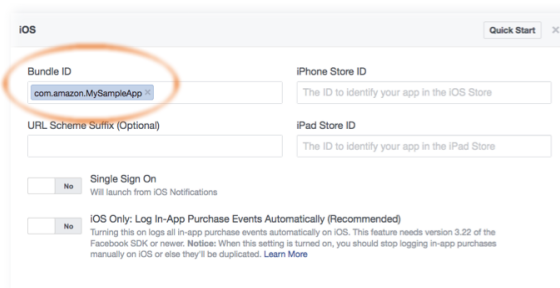 iOS
Quick Start ×
Bundle ID
iPhone Store ID
com.amazon.MySampleApp ×
The ID to identify your app in the iOS Store
URL Scheme Suffix (Optional)
iPad Store ID
The ID to identify your app in the iPad Store
No
Single Sign On
Will launch from iOS Notifications
No
iOS Only: Log In-App Purchase Events Automatically (Recommended)
Turning this on logs all in-app purchase events automatically on iOS. This feature needs version 3.22 of the
Facebook SDK or newer. Notice: When this setting is turned on, you should stop logging in-app purchases
manually on iOS or else they'll be duplicated. Learn More